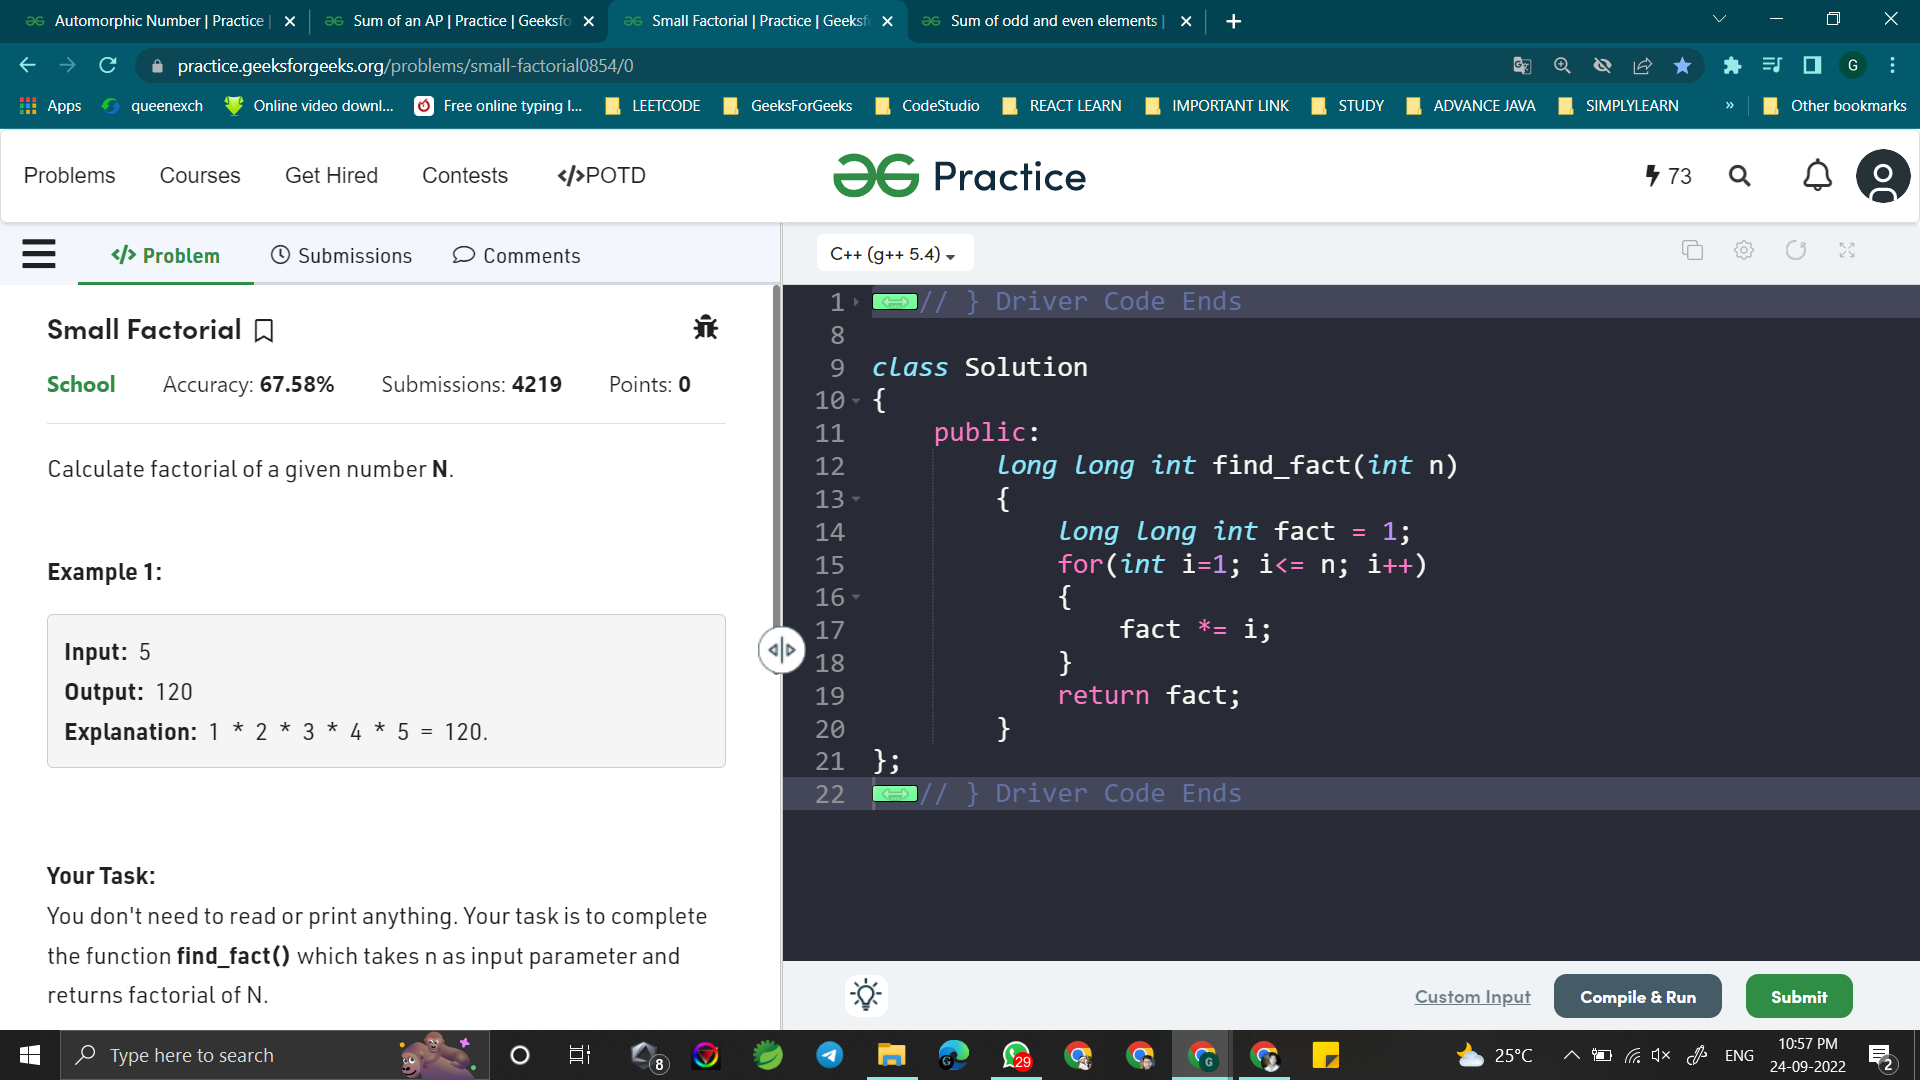 Automorphic Number | Practice |
Sum of an AP | Practice | Geeksfo
Small Factorial | Practice | Geeksf
Sum of odd and even elements |
practice.geeksforgeeks.org/problems/small-factorial0854/0
G
Apps
queenexch
Online video downl...
Free online typing l...
LEETCODE
GeeksForGeeks
CodeStudio
REACT LEARN
IMPORTANT LINK
STUDY
ADVANCE JAVA
SIMPLYLEARN
»
Other bookmarks
Problems
Courses
Get Hired
Contests
</>POTD
Practice
73
</> Problem
Submissions
Comments
C++ (g++ 5.4)
Small Factorial
School Accuracy: 67.58% Submissions: 4219 Points: 0
Calculate factorial of a given number N.
Example 1:
Input: 5
Output: 120
Explanation: 1 * 2 * 3 * 4 * 5 = 120.
Your Task:
You don't need to read or print anything. Your task is to complete
the function find_fact() which takes n as input parameter and
returns factorial of N.
1 // } Driver Code Ends
8
9 class Solution
10 {
11 public:
12 long long int find_fact(int n)
13 {
14 long long int fact = 1;
15 for(int i=1; i<= n; i++)
16 {
17 fact *= i;
18 }
19 return fact;
20 }
21 };
22 // } Driver Code Ends
Custom Input
Compile & Run
Submit
Type here to search
8
29
G
25°C
ENG
10:57 PM
24-09-2022
2